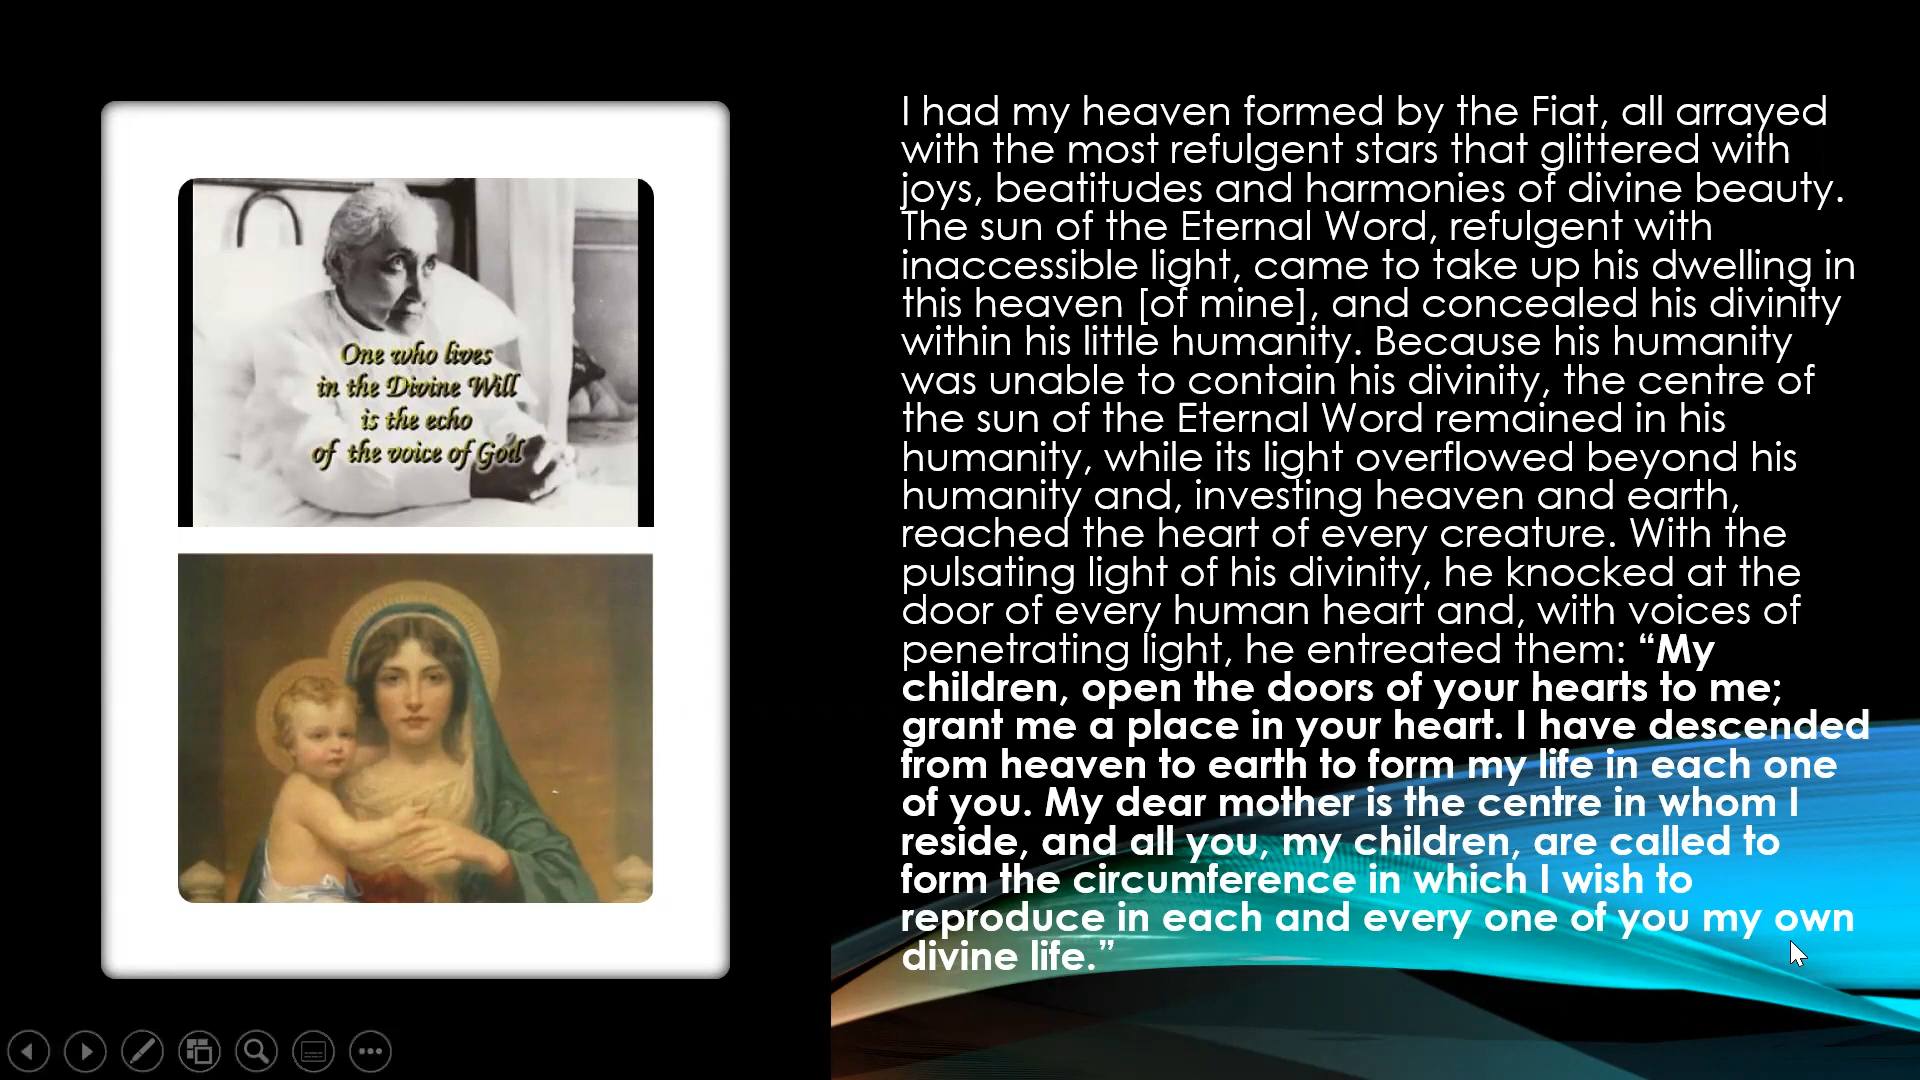 One who lives
in the Divine Will
is the echo
of the voice of God
I had my heaven formed by the Fiat, all arrayed
with the most refulgent stars that glittered with
joys, beatitudes and harmonies of divine beauty.
The sun of the Eternal Word, refulgent with
inaccessible light, came to take up his dwelling in
this heaven [of mine], and concealed his divinity
within his little humanity. Because his humanity
was unable to contain his divinity, the centre of
the sun of the Eternal Word remained in his
humanity, while its light overflowed beyond his
humanity and, investing heaven and earth,
reached the heart of every creature. With the
pulsating light of his divinity, he knocked at the
door of every human heart and, with voices of
penetrating light, he entreated them: “My
children, open the doors of your hearts to me;
grant me a place in your heart. I have descended
from heaven to earth to form my life in each one
of you. My dear mother is the centre in whom I
reside, and all you, my children, are called to
form the circumference in which I wish to
reproduce in each and every one of you my own
divine life.”